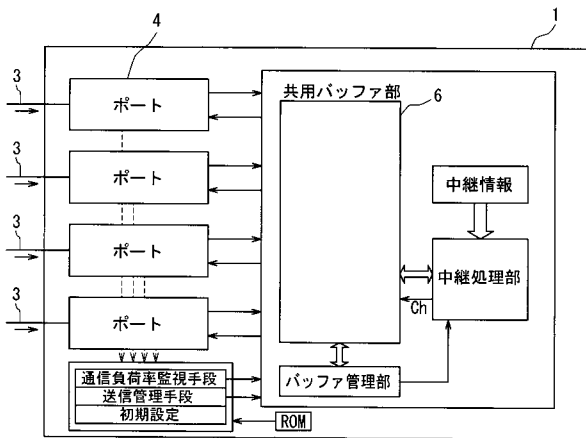 1
4
3
ポート
共用バッファ部
6
3
ポート
中継情報
3
ポート
中継処理部
Ch
3
ポート
通信負荷率監視手段
送信管理手段
初期設定
バッファ管理部
ROM